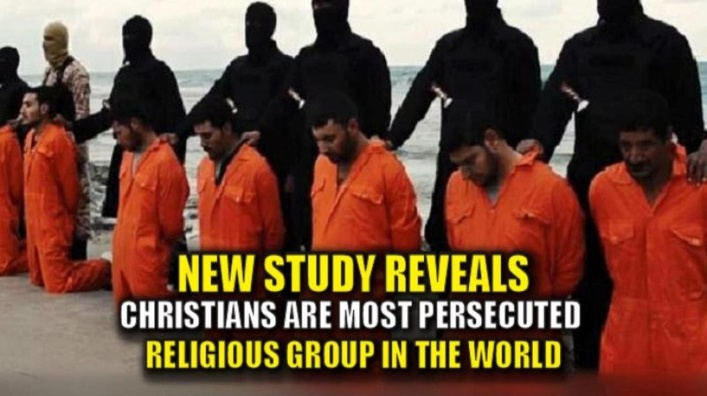 NEW STUDY REVEALS
CHRISTIANS ARE MOST PERSECUTED
RELIGIOUS GROUP IN THE WORLD